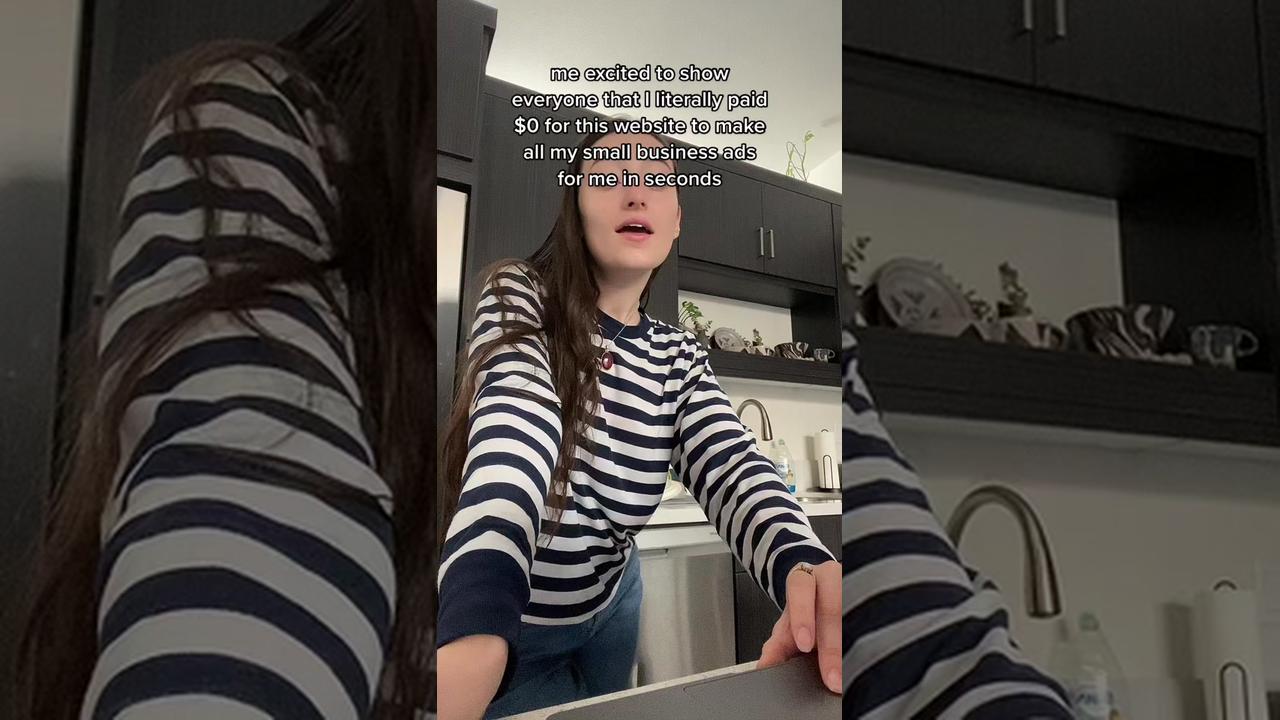 me excited to show
everyone that I literally paid
$0 for this website to make
all my small business ads
for me in seconds